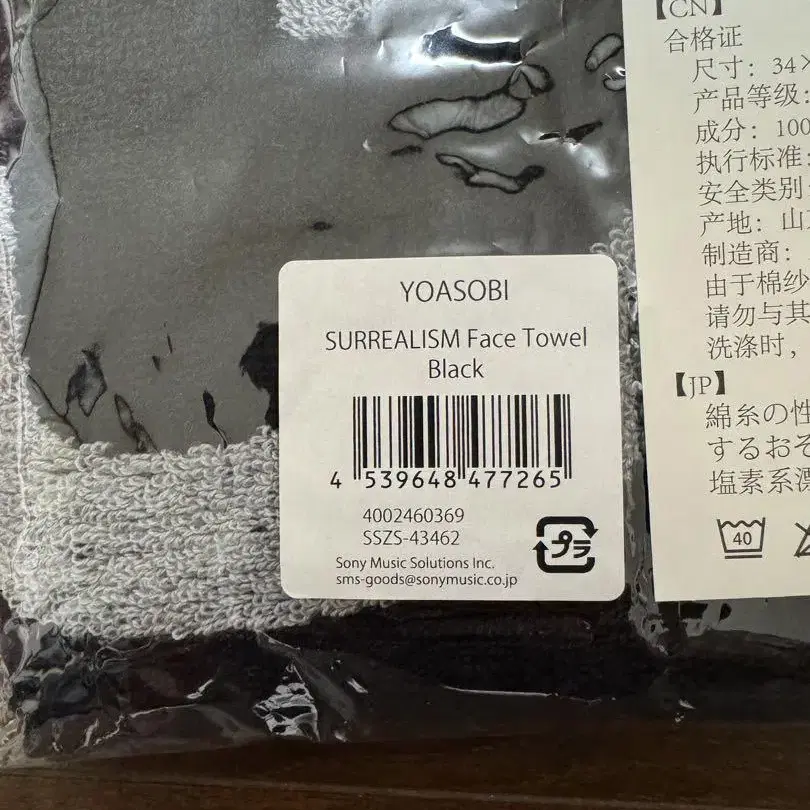 YOASOBI
SURREALISM Face Towel
Black
4 539648 477265
4002460369
SSZS-43462
プラ
Sony Music Solutions Inc.
sms-goods@sonymusic.co.jp
【CN】
合格证
尺寸: 34×
产品等级:
成分: 100
执行标准:
安全类别
产地: 山
制造商:
由于棉纱
请勿与其
洗涤时,
【JP】
綿糸の性
するおそ
塩素系漂
40